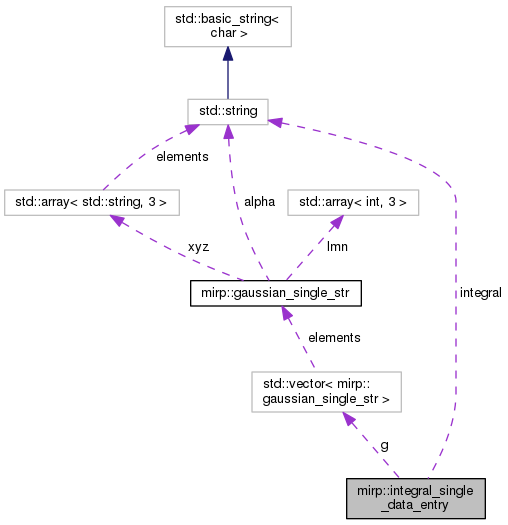 std::basic_string<
char >
std::string
elements
std::array< std::string, 3 >
alpha
std::array< int, 3 >
xyz
lmn
mirp::gaussian_single_str
integral
elements
std::vector< mirp::
gaussian_single_str >
g
mirp::integral_single
_data_entry